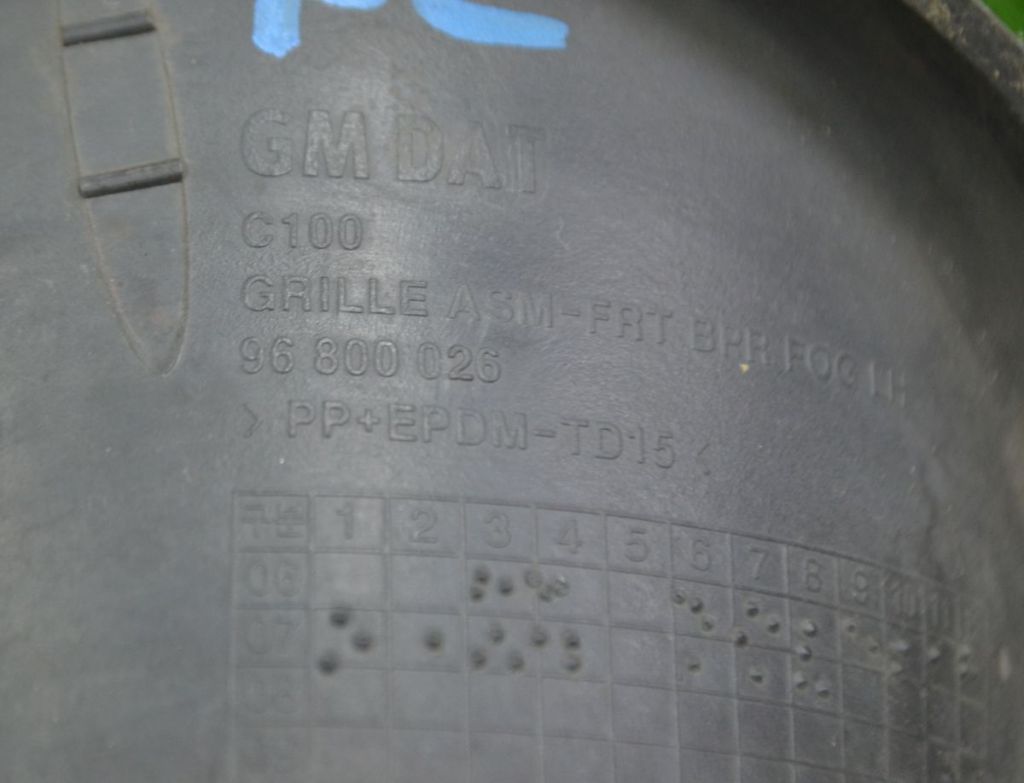 GM DAT
C100
GRILLE ASM-FRT BPR FOG LH
96 800 026
>PP+EPDM-TD15<
구분 1 2 3 4 5 6 7 8 9 10 11
06
07
08